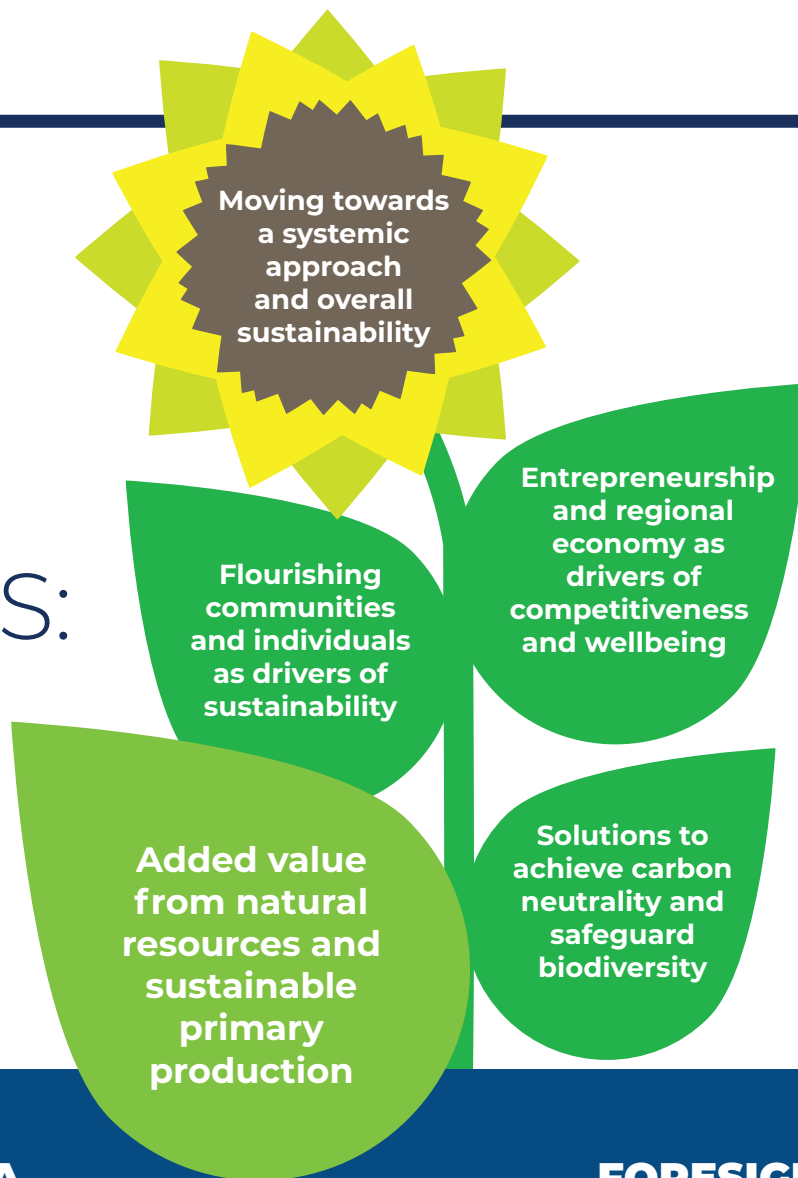 Moving towards
a systemic
approach
and overall
sustainability
Entrepreneurship
and regional
economy as
drivers of
competitiveness
and wellbeing
Flourishing
communities
and individuals
as drivers of
sustainability
s:
Added value
from natural
resources and
sustainable
primary
production
Solutions to
achieve carbon
neutrality and
safeguard
biodiversity